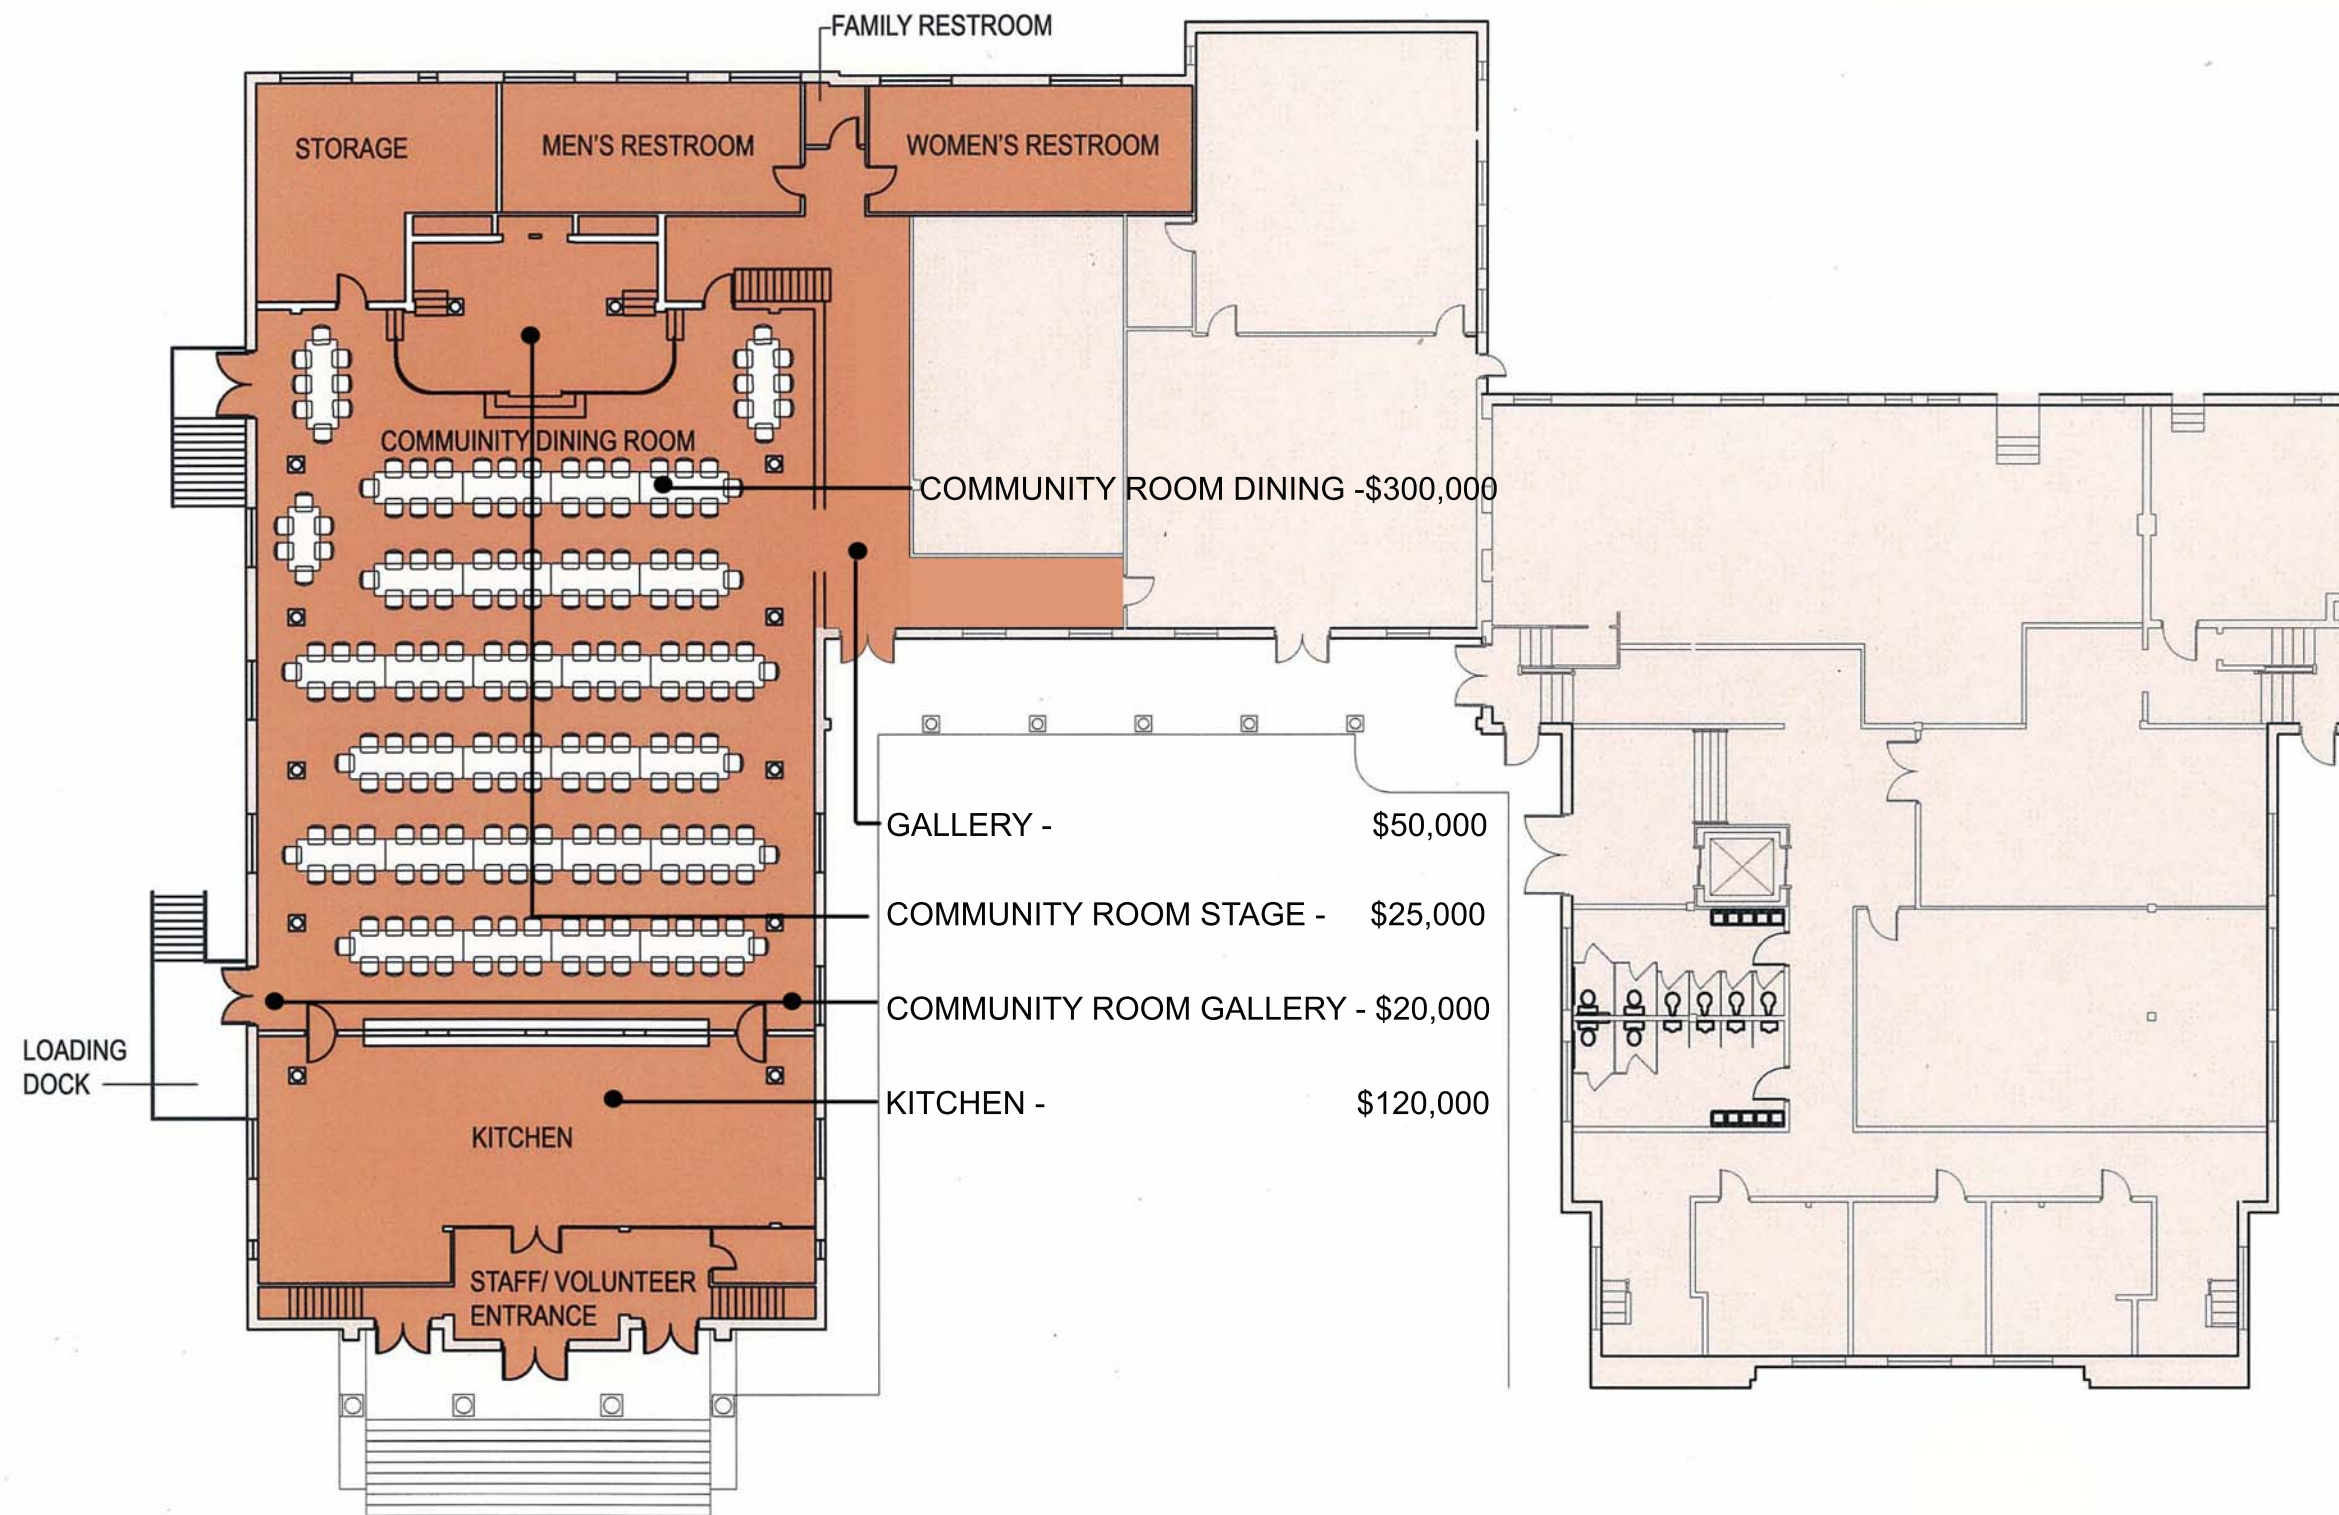 FAMILY RESTROOM
STORAGE
MEN'S RESTROOM
WOMEN'S RESTROOM
COMMUINITY DINING ROOM
COMMUNITY ROOM DINING -$300,000
GALLERY - $50,000
COMMUNITY ROOM STAGE - $25,000
COMMUNITY ROOM GALLERY - $20,000
LOADING
DOCK
KITCHEN - $120,000
KITCHEN
STAFF/ VOLUNTEER
ENTRANCE